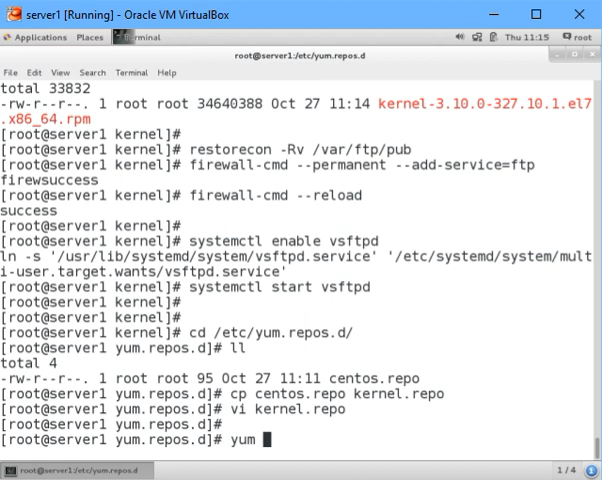 server1 [Running] - Oracle VM VirtualBox
Applications Places Terminal Thu 11:15 root
root@server1:/etc/yum.repos.d
File Edit View Search Terminal Help
total 33832
-rw-r--r--. 1 root root 34640388 Oct 27 11:14 kernel-3.10.0-327.10.1.el7
.x86_64.rpm
[root@server1 kernel]#
[root@server1 kernel]# restorecon -Rv /var/ftp/pub
[root@server1 kernel]# firewall-cmd --permanent --add-service=ftp
firewsuccess
[root@server1 kernel]# firewall-cmd --reload
success
[root@server1 kernel]#
[root@server1 kernel]# systemctl enable vsftpd
ln -s '/usr/lib/systemd/system/vsftpd.service' '/etc/systemd/system/mult
i-user.target.wants/vsftpd.service'
[root@server1 kernel]# systemctl start vsftpd
[root@server1 kernel]#
[root@server1 kernel]#
[root@server1 kernel]# cd /etc/yum.repos.d/
[root@server1 yum.repos.d]# ll
total 4
-rw-r--r--. 1 root root 95 Oct 27 11:11 centos.repo
[root@server1 yum.repos.d]# cp centos.repo kernel.repo
[root@server1 yum.repos.d]# vi kernel.repo
[root@server1 yum.repos.d]#
[root@server1 yum.repos.d]# yum
root@server1:/etc/yum.repos.d 1 / 4 1